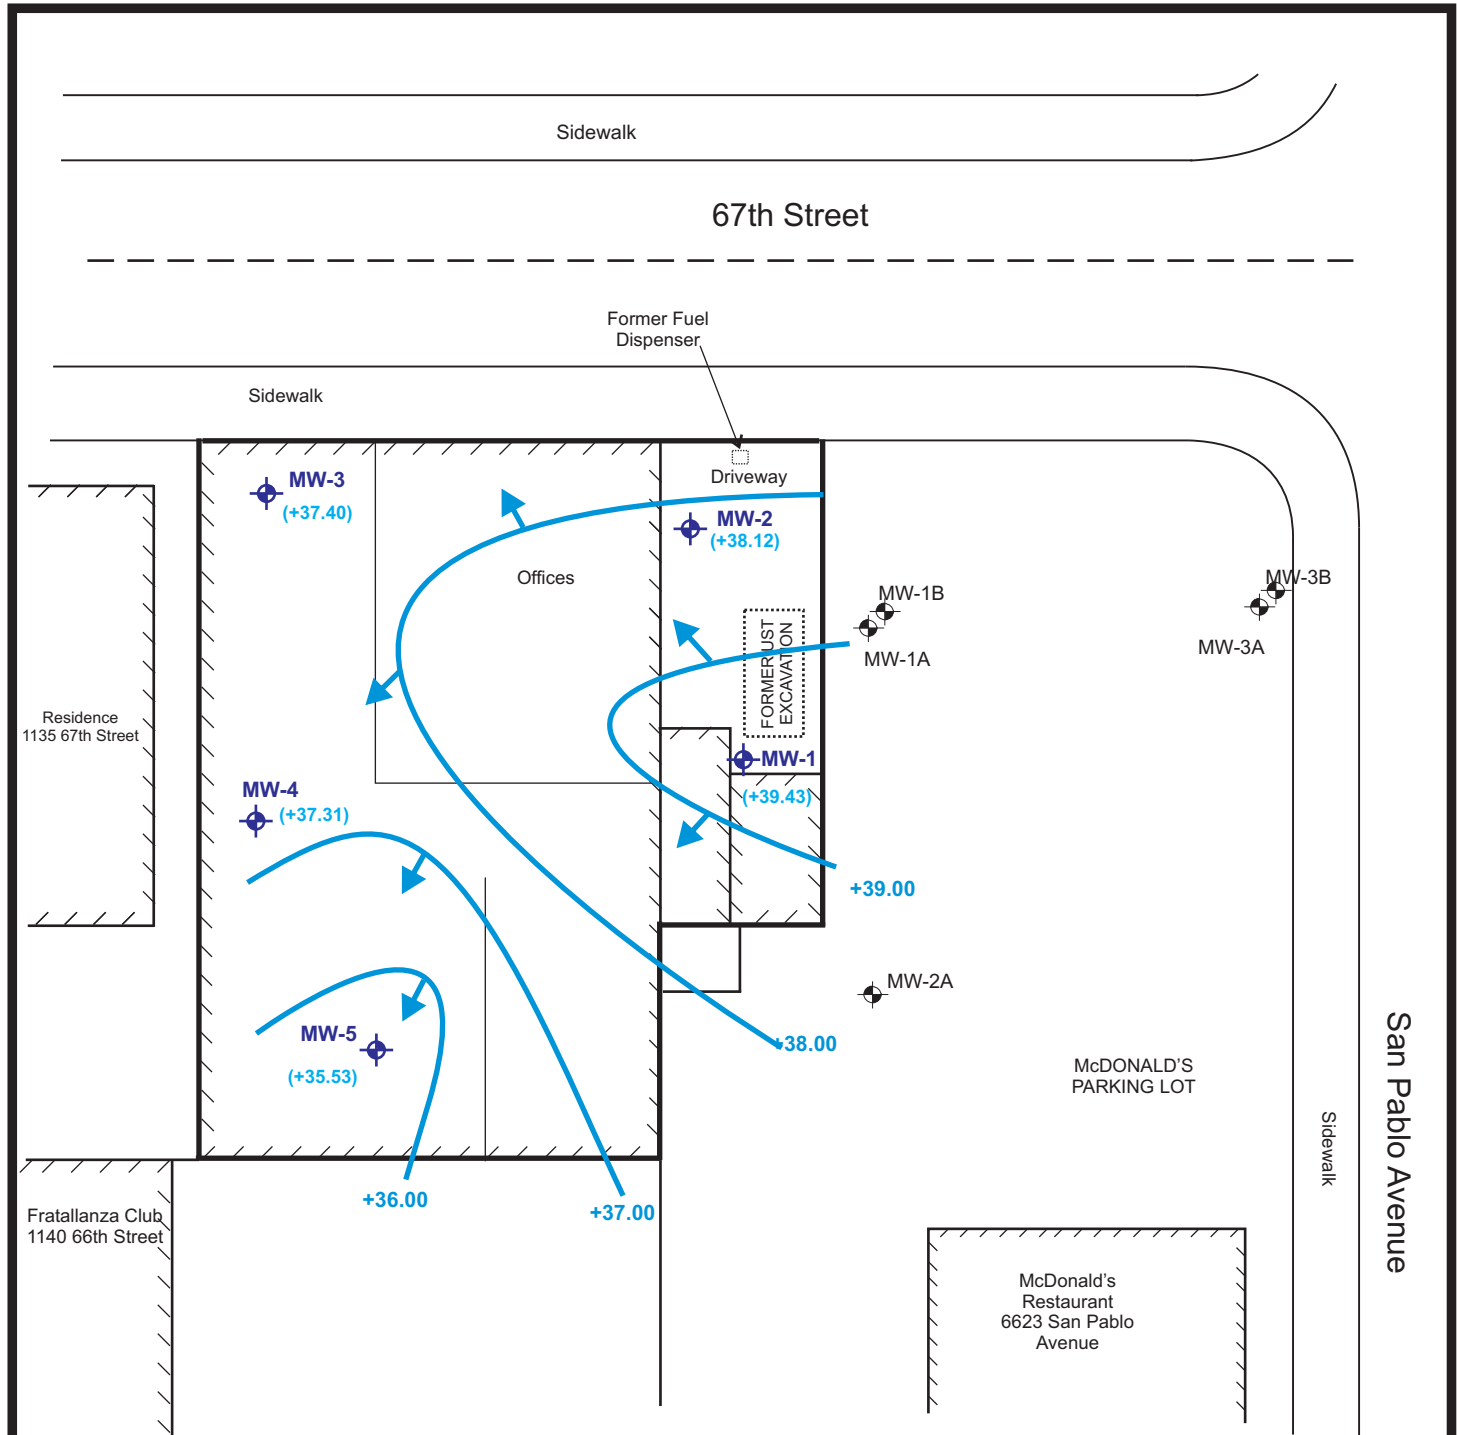 Sidewalk
67th Street
Former Fuel
Dispenser
Sidewalk
MW-3
(+37.40)
Driveway
MW-2
(+38.12)
Offices
MW-1B
MW-1A
MW-3B
MW-3A
FORMER UST
EXCAVATION
Residence
1135 67th Street
MW-1
(+39.43)
MW-4
(+37.31)
+39.00
MW-2A
MW-5
(+35.53)
+38.00
McDONALD'S
PARKING LOT
San Pablo Avenue
Sidewalk
+36.00
+37.00
Fratallanza Club
1140 66th Street
McDonald's
Restaurant
6623 San Pablo
Avenue